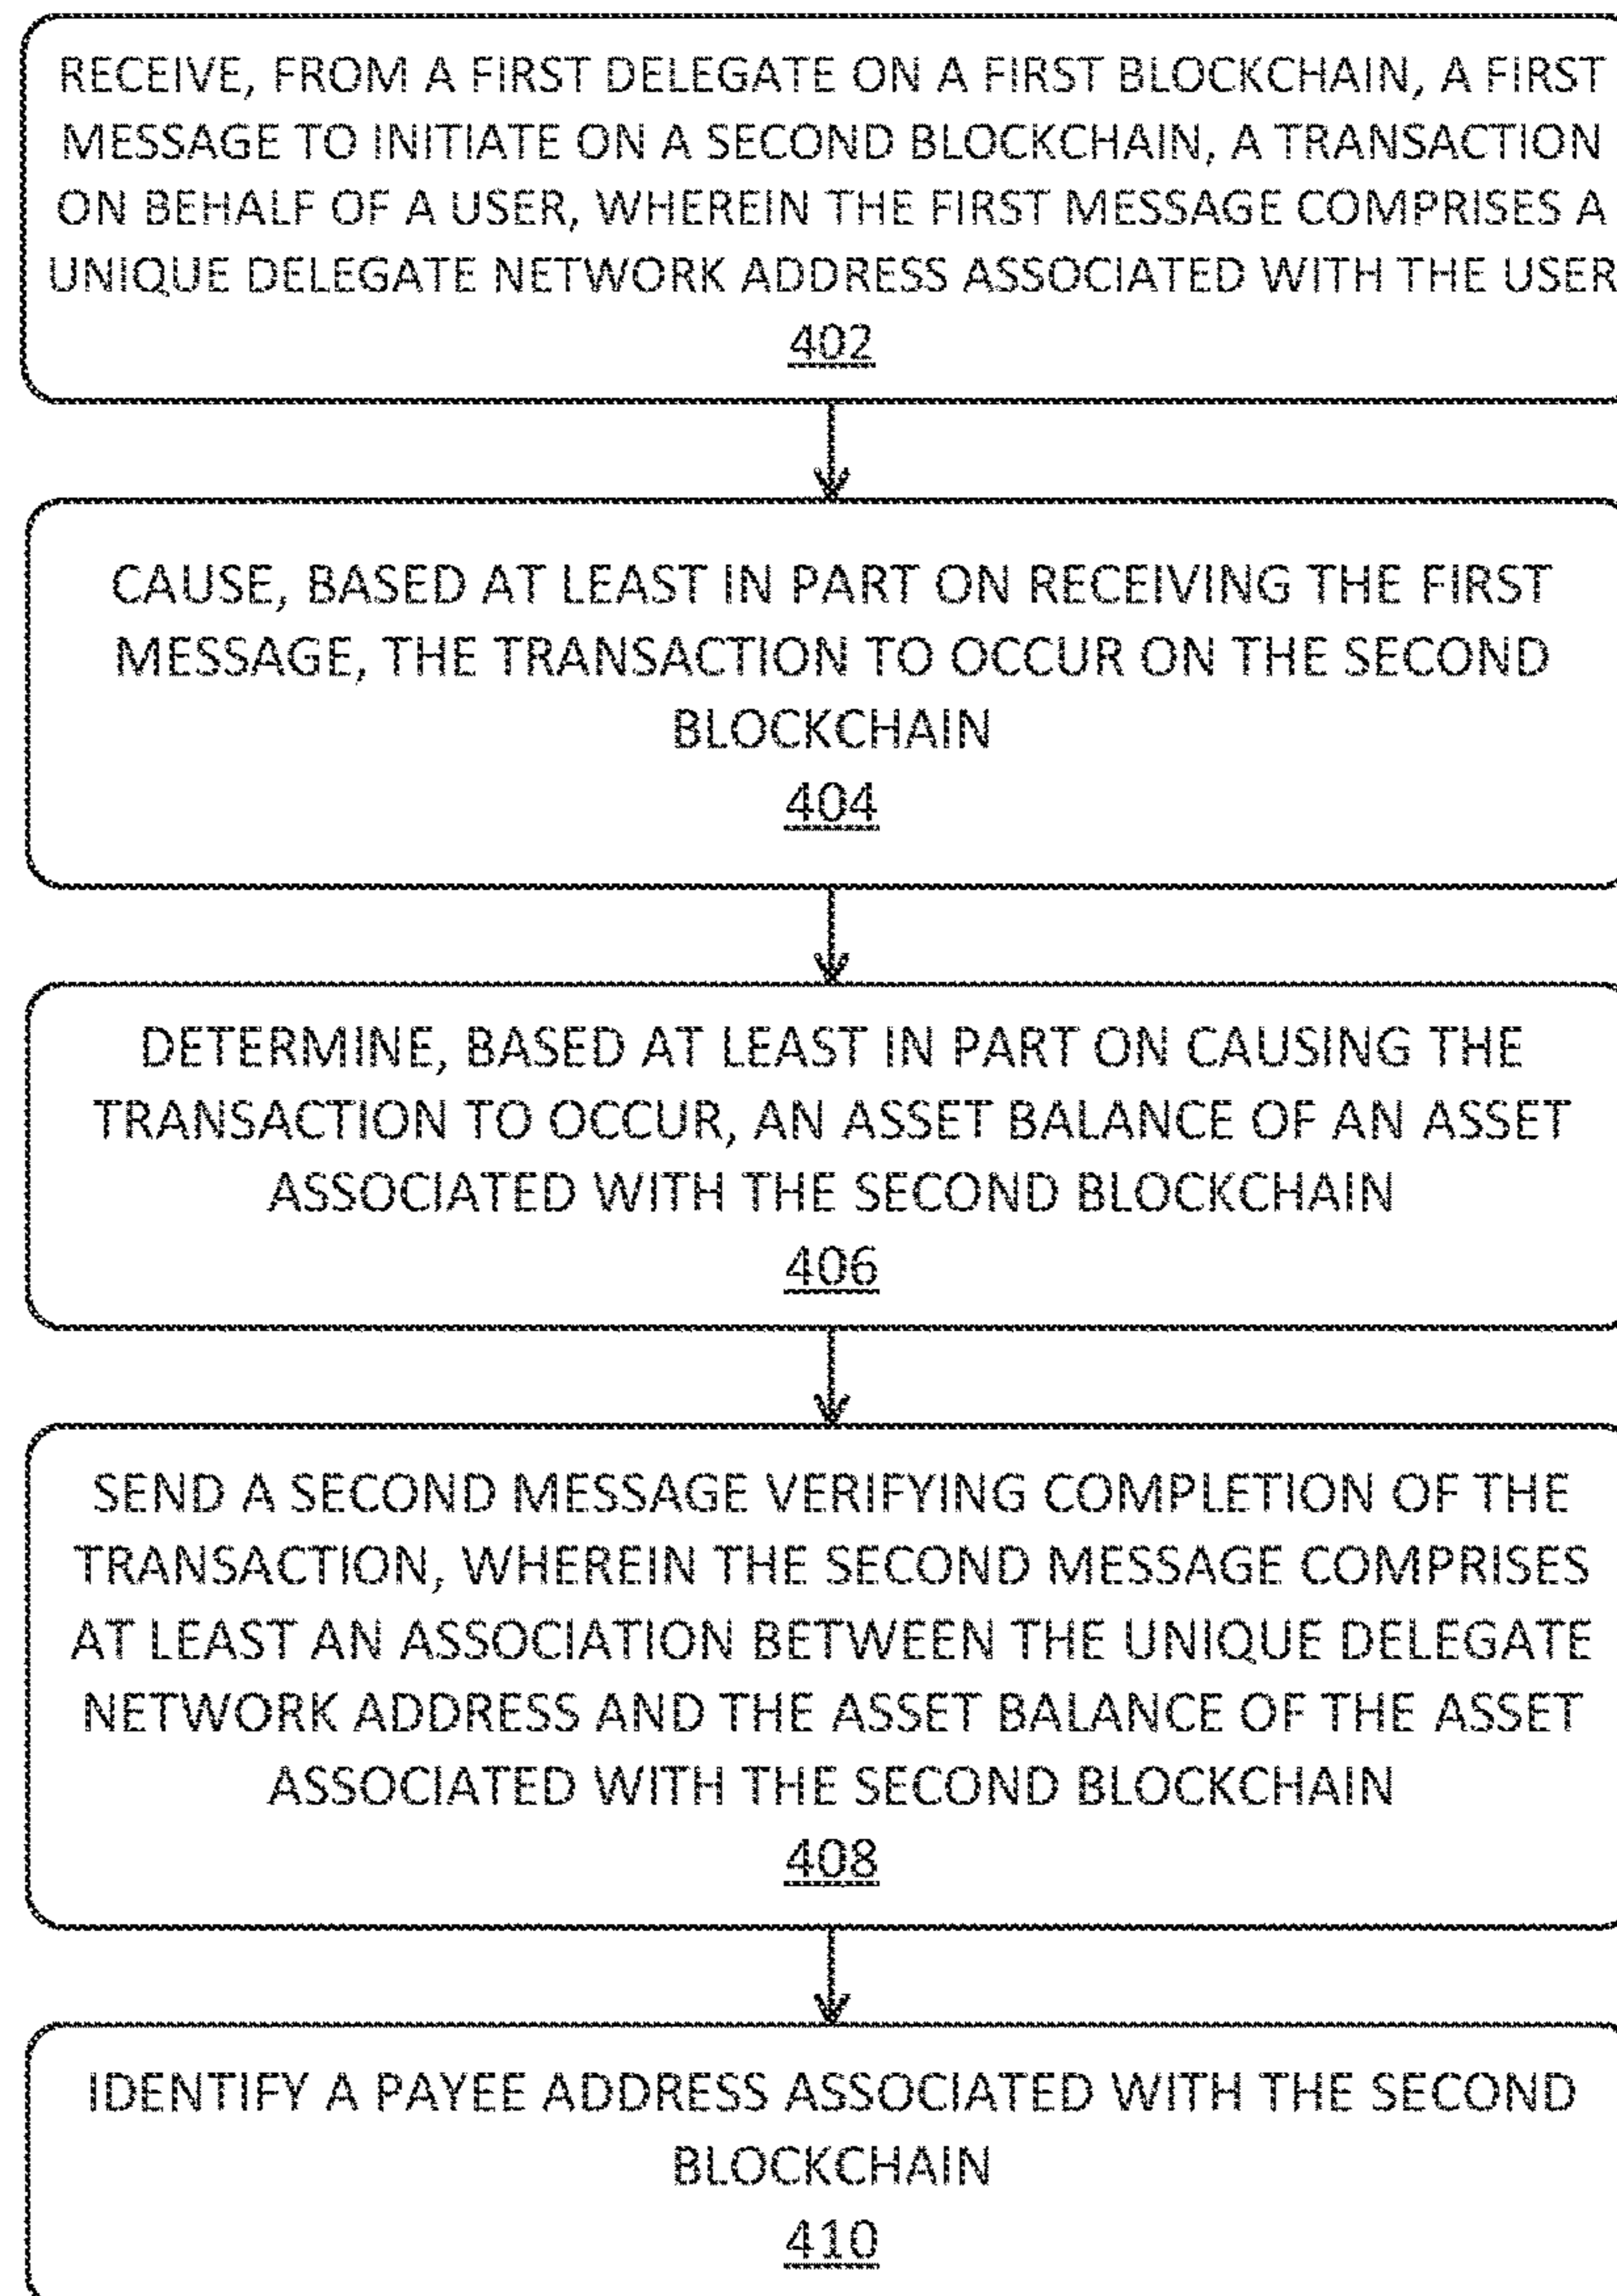 RECEIVE, FROM A FIRST DELEGATE ON A FIRST BLOCKCHAIN, A FIRST
MESSAGE TO INITIATE ON A SECOND BLOCKCHAIN, A TRANSACTION
ON BEHALF OF A USER, WHEREIN THE FIRST MESSAGE COMPRISES A
UNIQUE DELEGATE NETWORK ADDRESS ASSOCIATED WITH THE USER
402
CAUSE, BASED AT LEAST IN PART ON RECEIVING THE FIRST
MESSAGE, THE TRANSACTION TO OCCUR ON THE SECOND
BLOCKCHAIN
404
DETERMINE, BASED AT LEAST IN PART ON CAUSING THE
TRANSACTION TO OCCUR, AN ASSET BALANCE OF AN ASSET
ASSOCIATED WITH THE SECOND BLOCKCHAIN
406
SEND A SECOND MESSAGE VERIFYING COMPLETION OF THE
TRANSACTION, WHEREIN THE SECOND MESSAGE COMPRISES
AT LEAST AN ASSOCIATION BETWEEN THE UNIQUE DELEGATE
NETWORK ADDRESS AND THE ASSET BALANCE OF THE ASSET
ASSOCIATED WITH THE SECOND BLOCKCHAIN
408
IDENTIFY A PAYEE ADDRESS ASSOCIATED WITH THE SECOND
BLOCKCHAIN
410